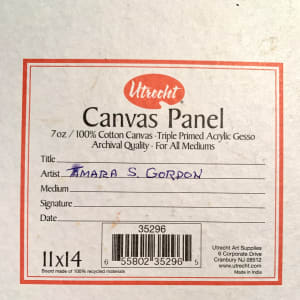 Utrecht
Canvas Panel
7oz / 100% Cotton Canvas · Triple Primed Acrylic Gesso
Archival Quality · For All Mediums
Title
Artist TAMARA S. GORDON
Medium
Signature
Date
11x14
Board made of 100% recycled materials
35296
6 55802 35296 5
Utrecht Art Supplies
6 Corporate Drive
Cranbury NJ 08512
www.utrecht.com
Made in India